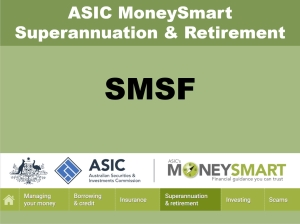 ASIC MoneySmart
Superannuation & Retirement
SMSF
ASIC
Australian Securities &
Investments Commission
ASIC's
MONEYSMART
Financial guidance you can trust
Managing
your money
Borrowing
& credit
Insurance
Superannuation
& retirement
Investing
Scams